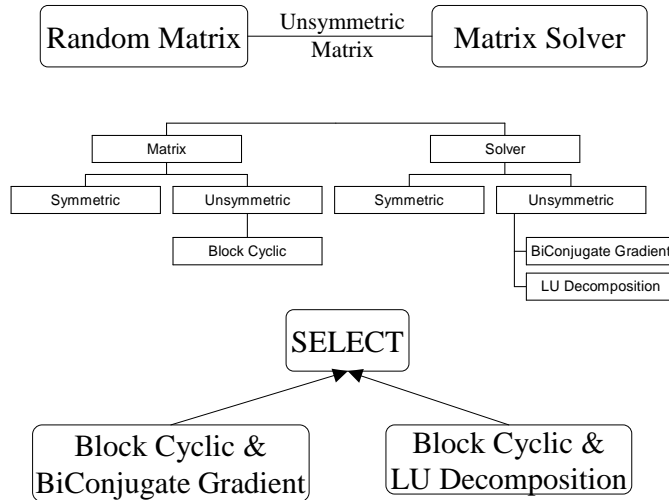 Random Matrix
Unsymmetric
Matrix
Matrix Solver
Matrix
Solver
Symmetric
Unsymmetric
Symmetric
Unsymmetric
Block Cyclic
BiConjugate Gradient
LU Decomposition
SELECT
Block Cyclic &
BiConjugate Gradient
Block Cyclic &
LU Decomposition